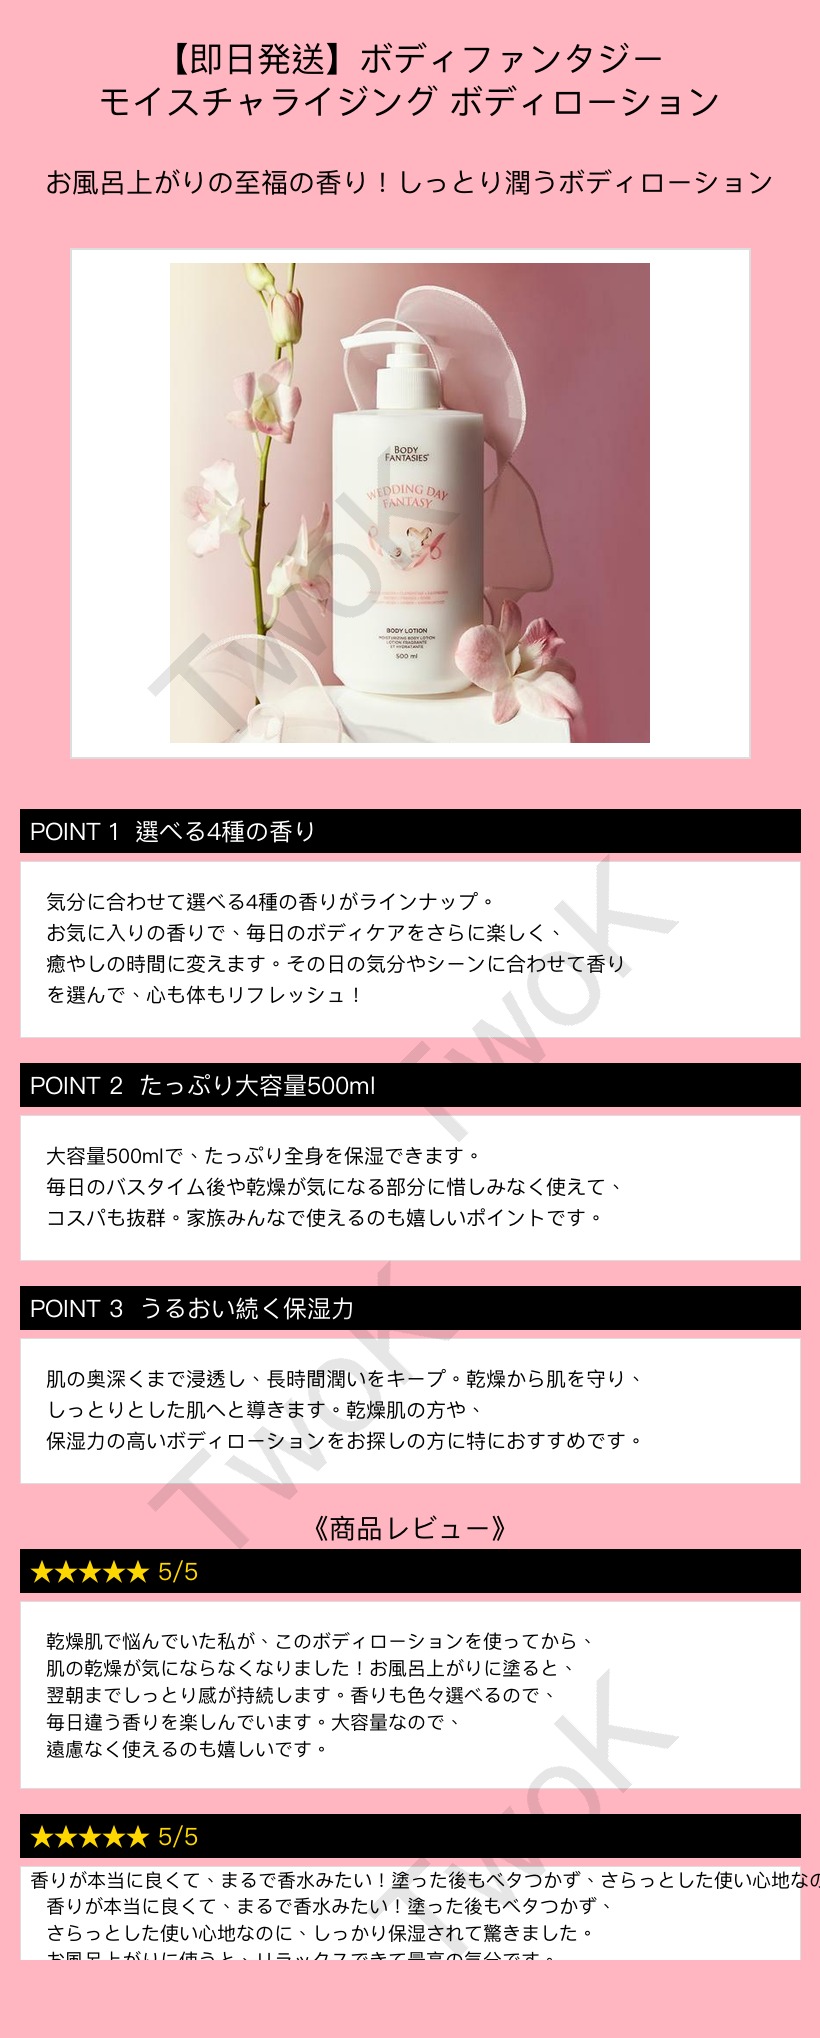 【即日発送】ボディファンタジー
モイスチャライジング ボディローション
お風呂上がりの至福の香り！しっとり潤うボディローション
BODY
FANTASIES
WEDDING DAY
FANTASY
BODY LOTION
MOISTURIZING BODY LOTION
LOTION FRAGRANTE
ET HYDRATANTE
500 ml
TwoK
POINT 1 選べる4種の香り
気分に合わせて選べる4種の香りがラインナップ。
お気に入りの香りで、毎日のボディケアをさらに楽しく、
癒やしの時間に変えます。その日の気分やシーンに合わせて香り
を選んで、心も体もリフレッシュ！
TwoK
POINT 2 たっぷり大容量500ml
大容量500mlで、たっぷり全身を保湿できます。
毎日のバスタイム後や乾燥が気になる部分に惜しみなく使えて、
コスパも抜群。家族みんなで使えるのも嬉しいポイントです。
POINT 3 うるおい続く保湿力
肌の奥深くまで浸透し、長時間潤いをキープ。乾燥から肌を守り、
しっとりとした肌へと導きます。乾燥肌の方や、
保湿力の高いボディローションをお探しの方に特におすすめです。
TwoK
《商品レビュー》
★★★★★ 5/5
乾燥肌で悩んでいた私が、このボディローションを使ってから、
肌の乾燥が気にならなくなりました！お風呂上がりに塗ると、
翌朝までしっとり感が持続します。香りも色々選べるので、
毎日違う香りを楽しんでいます。大容量なので、
遠慮なく使えるのも嬉しいです。
TwoK
★★★★★ 5/5
香りが本当に良くて、まるで香水みたい！塗った後もベタつかず、さらっとした使い心地なの
香りが本当に良くて、まるで香水みたい！塗った後もベタつかず、
さらっとした使い心地なのに、しっかり保湿されて驚きました。
お風呂上がりに使うと、リラックスできて最高の気分です。